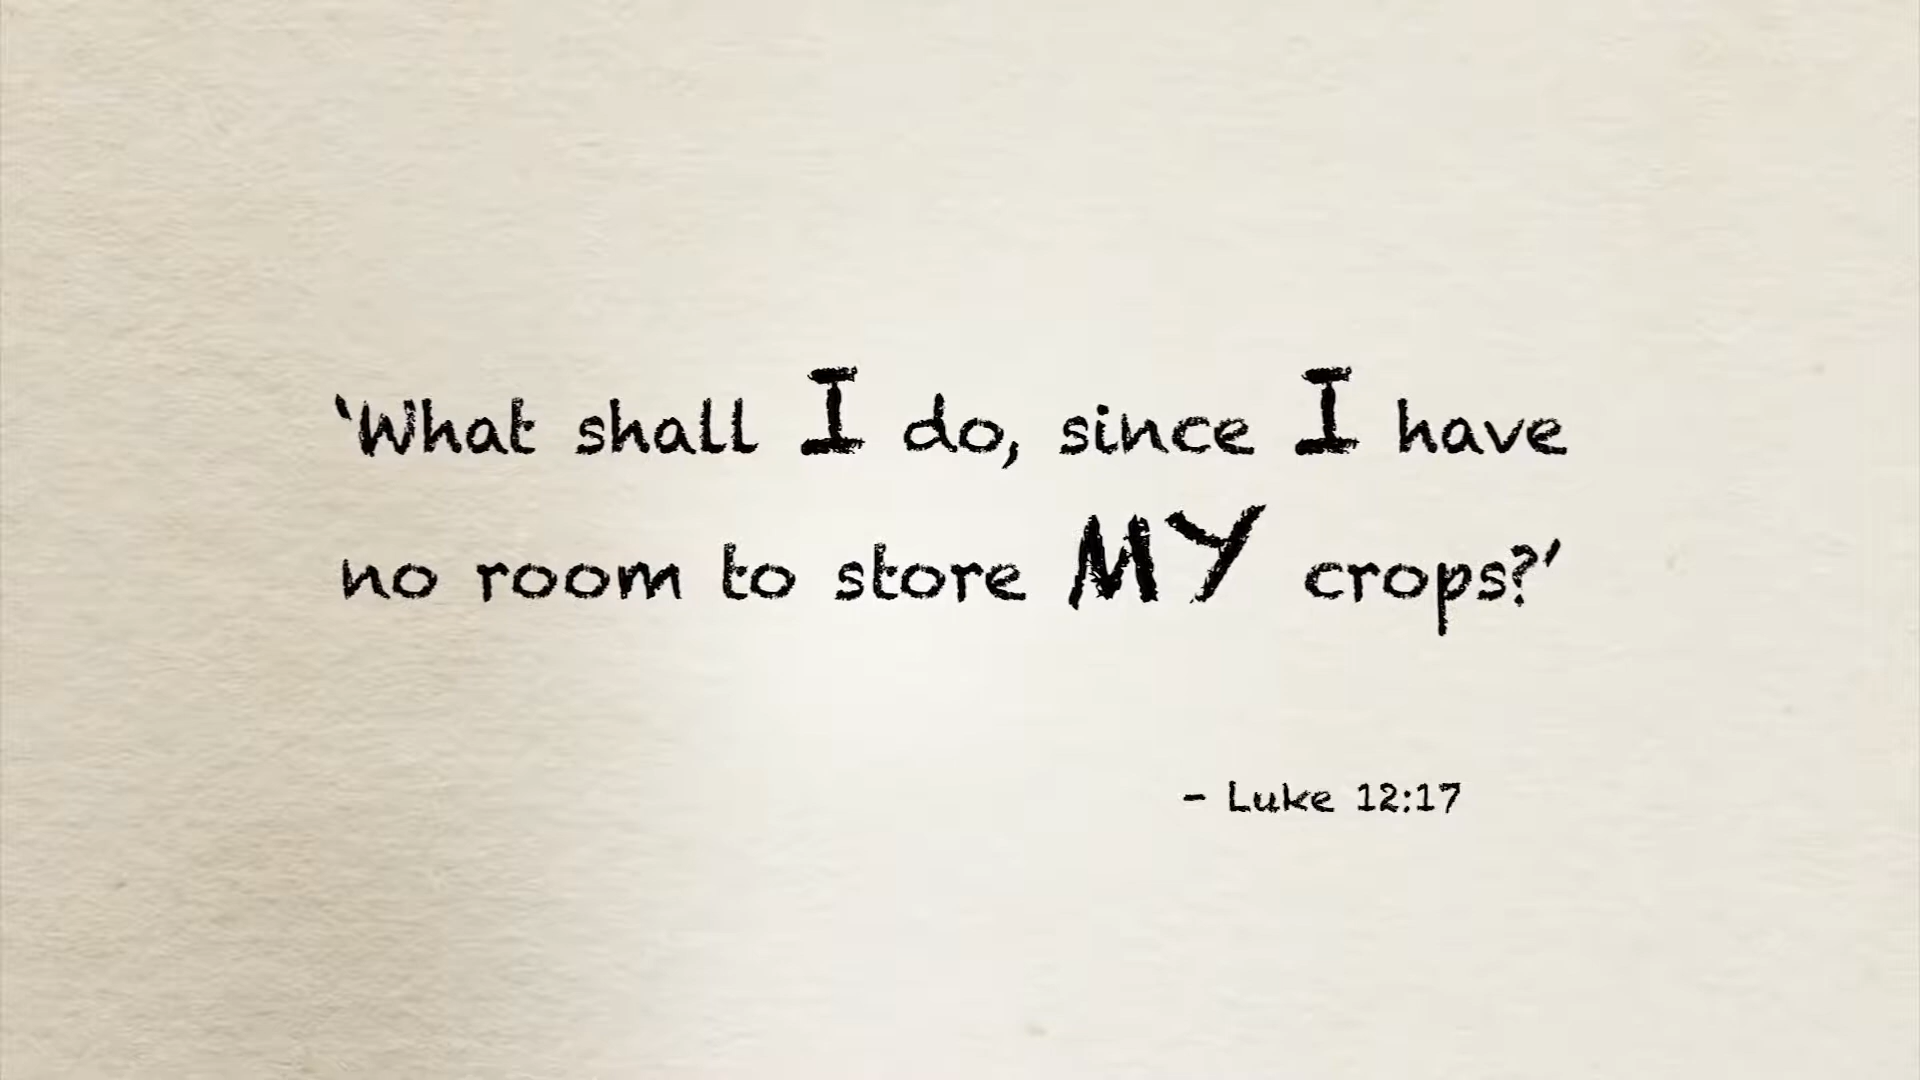 ‘What shall I do, since I have
no room to store MY crops?’
- Luke 12:17